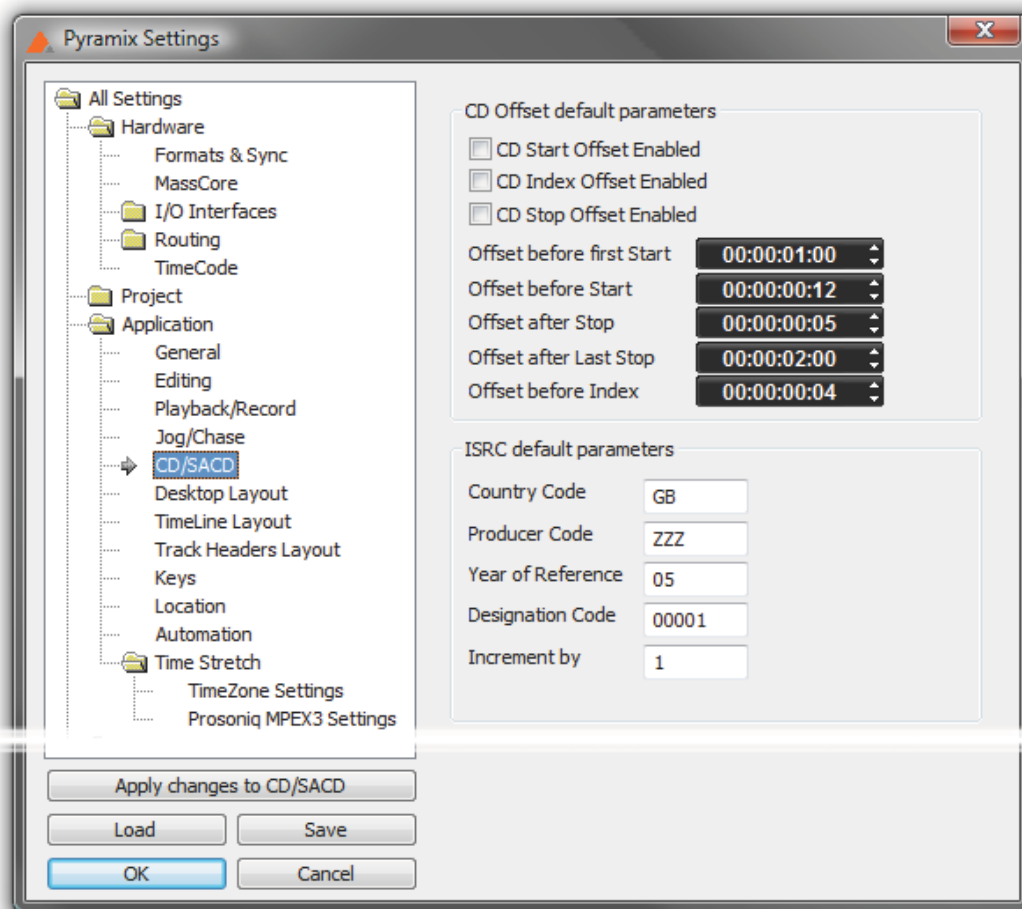 Pyramix Settings
All Settings
Hardware
Formats & Sync
MassCore
I/O Interfaces
Routing
TimeCode
Project
Application
General
Editing
Playback/Record
Jog/Chase
CD/SACD
Desktop Layout
TimeLine Layout
Track Headers Layout
Keys
Location
Automation
Time Stretch
TimeZone Settings
Prosoniq MPEX3 Settings
Apply changes to CD/SACD
Load Save
OK Cancel
CD Offset default parameters
CD Start Offset Enabled
CD Index Offset Enabled
CD Stop Offset Enabled
Offset before first Start 00:00:01:00
Offset before Start 00:00:00:12
Offset after Stop 00:00:00:05
Offset after Last Stop 00:00:02:00
Offset before Index 00:00:00:04
ISRC default parameters
Country Code GB
Producer Code ZZZ
Year of Reference 05
Designation Code 00001
Increment by 1